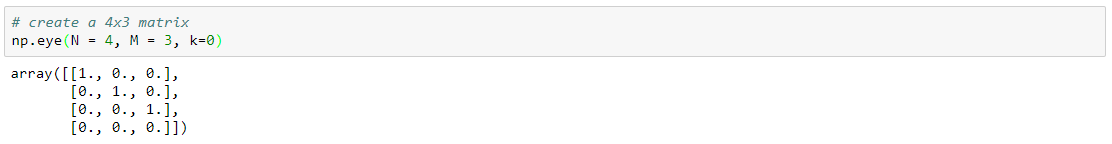 # create a 4x3 matrix
np.eye(N = 4, M = 3, k=0)
array([[1., 0., 0.],
       [0., 1., 0.],
       [0., 0., 1.],
       [0., 0., 0.]])